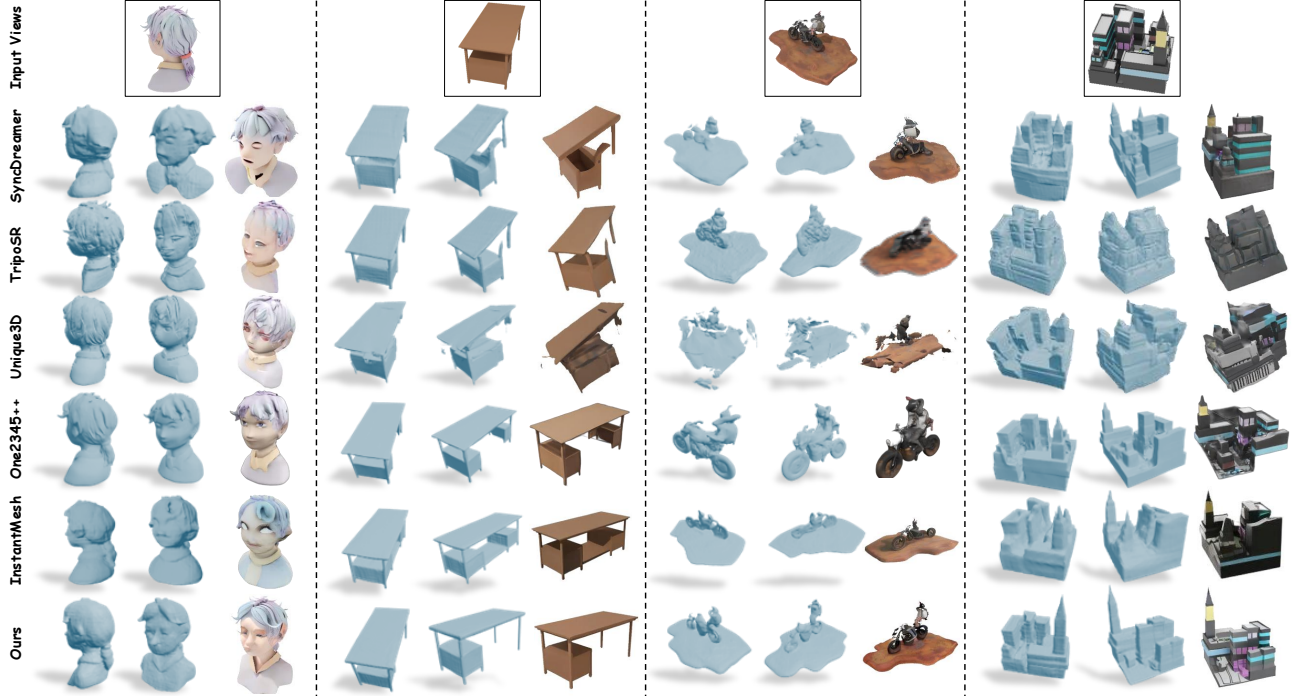 Input Views
SyncDreamer
TripoSR
Unique3D
One2345++
InstantMesh
Ours